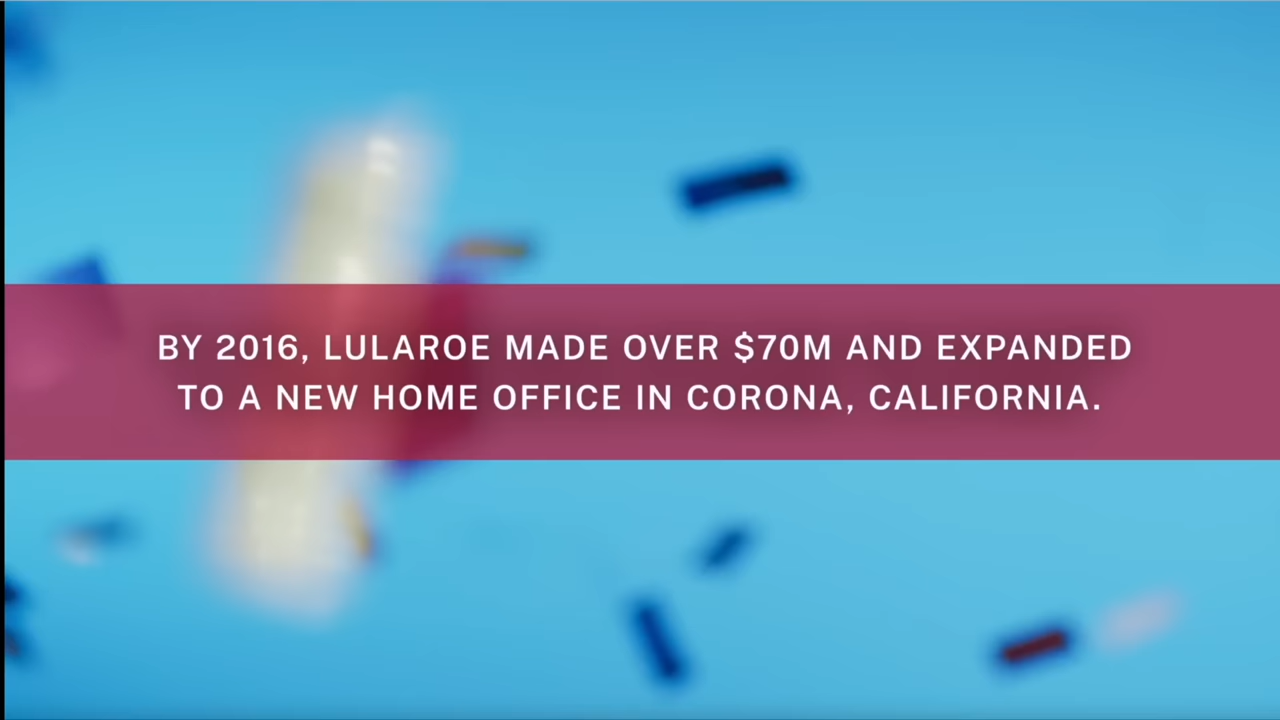 BY 2016, LULAROE MADE OVER $70M AND EXPANDED
TO A NEW HOME OFFICE IN CORONA, CALIFORNIA.